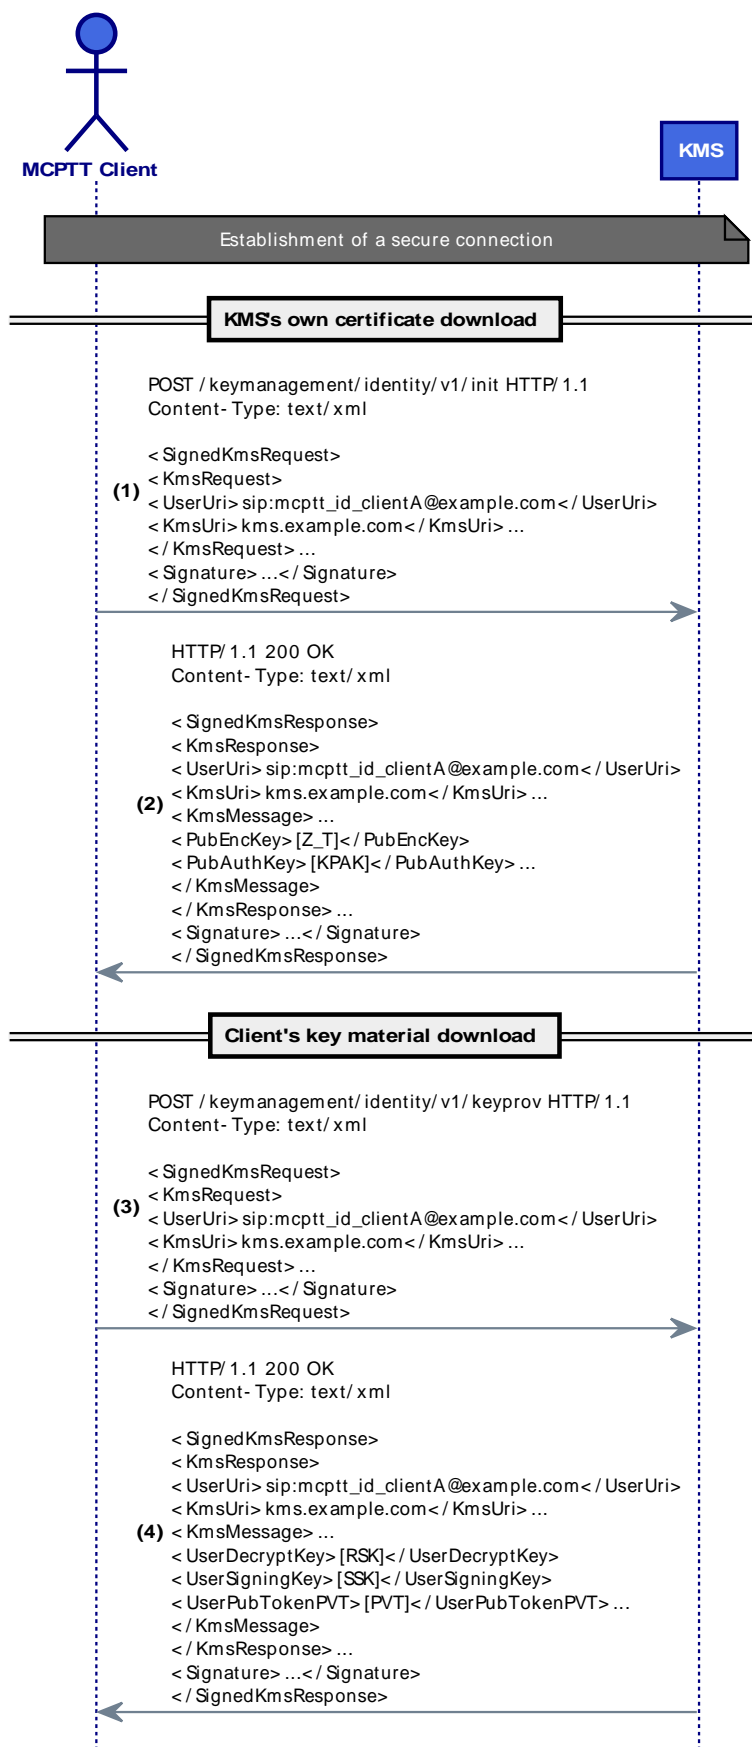 MCPTT Client
KMS
Establishment of a secure connection
KMS's own certificate download
POST /keymanagement/identity/v1/init HTTP/1.1
Content-Type: text/xml
<SignedKmsRequest>
<KmsRequest>
(1)
<UserUri>sip:mcptt_id_clientA@example.com</UserUri>
<KmsUri>kms.example.com</KmsUri>...
</KmsRequest>...
<Signature>...</Signature>
</SignedKmsRequest>
HTTP/1.1 200 OK
Content-Type: text/xml
<SignedKmsResponse>
<KmsResponse>
<UserUri>sip:mcptt_id_clientA@example.com</UserUri>
<KmsUri>kms.example.com</KmsUri>...
(2)
<KmsMessage>...
<PubEncKey>[Z_T]</PubEncKey>
<PubAuthKey>[KPAK]</PubAuthKey>...
</KmsMessage>
</KmsResponse>...
<Signature>...</Signature>
</SignedKmsResponse>
Client's key material download
POST /keymanagement/identity/v1/keyprov HTTP/1.1
Content-Type: text/xml
<SignedKmsRequest>
<KmsRequest>
(3)
<UserUri>sip:mcptt_id_clientA@example.com</UserUri>
<KmsUri>kms.example.com</KmsUri>...
</KmsRequest>...
<Signature>...</Signature>
</SignedKmsRequest>
HTTP/1.1 200 OK
Content-Type: text/xml
<SignedKmsResponse>
<KmsResponse>
<UserUri>sip:mcptt_id_clientA@example.com</UserUri>
<KmsUri>kms.example.com</KmsUri>...
(4) <KmsMessage>...
<UserDecryptKey>[RSK]</UserDecryptKey>
<UserSigningKey>[SSK]</UserSigningKey>
<UserPubTokenPVT>[PVT]</UserPubTokenPVT>...
</KmsMessage>
</KmsResponse>...
<Signature>...</Signature>
</SignedKmsResponse>